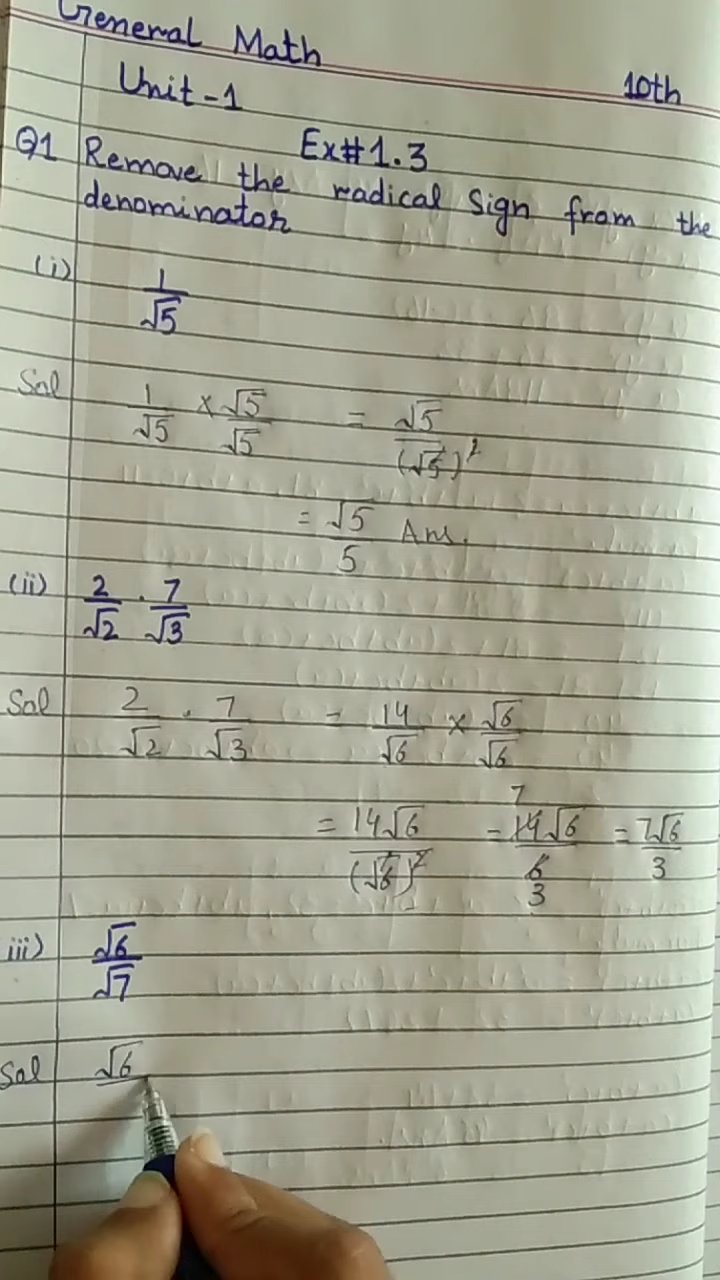 General Math
Unit-1 10th
Ex#1.3
Q1 Remove the radical Sign from the
denominator
(i) 1/√5
Sol 1/√5 × √5/√5 = √5/(√5)²
= √5/5 Ans.
(ii) 2/√2 · 7/√3
Sol 2/√2 · 7/√3 = 14/√6 × √6/√6
= 14√6/(√6)² = 7 14√6/6 3 = 7√6/3
iii) √6/√7
Sol √6